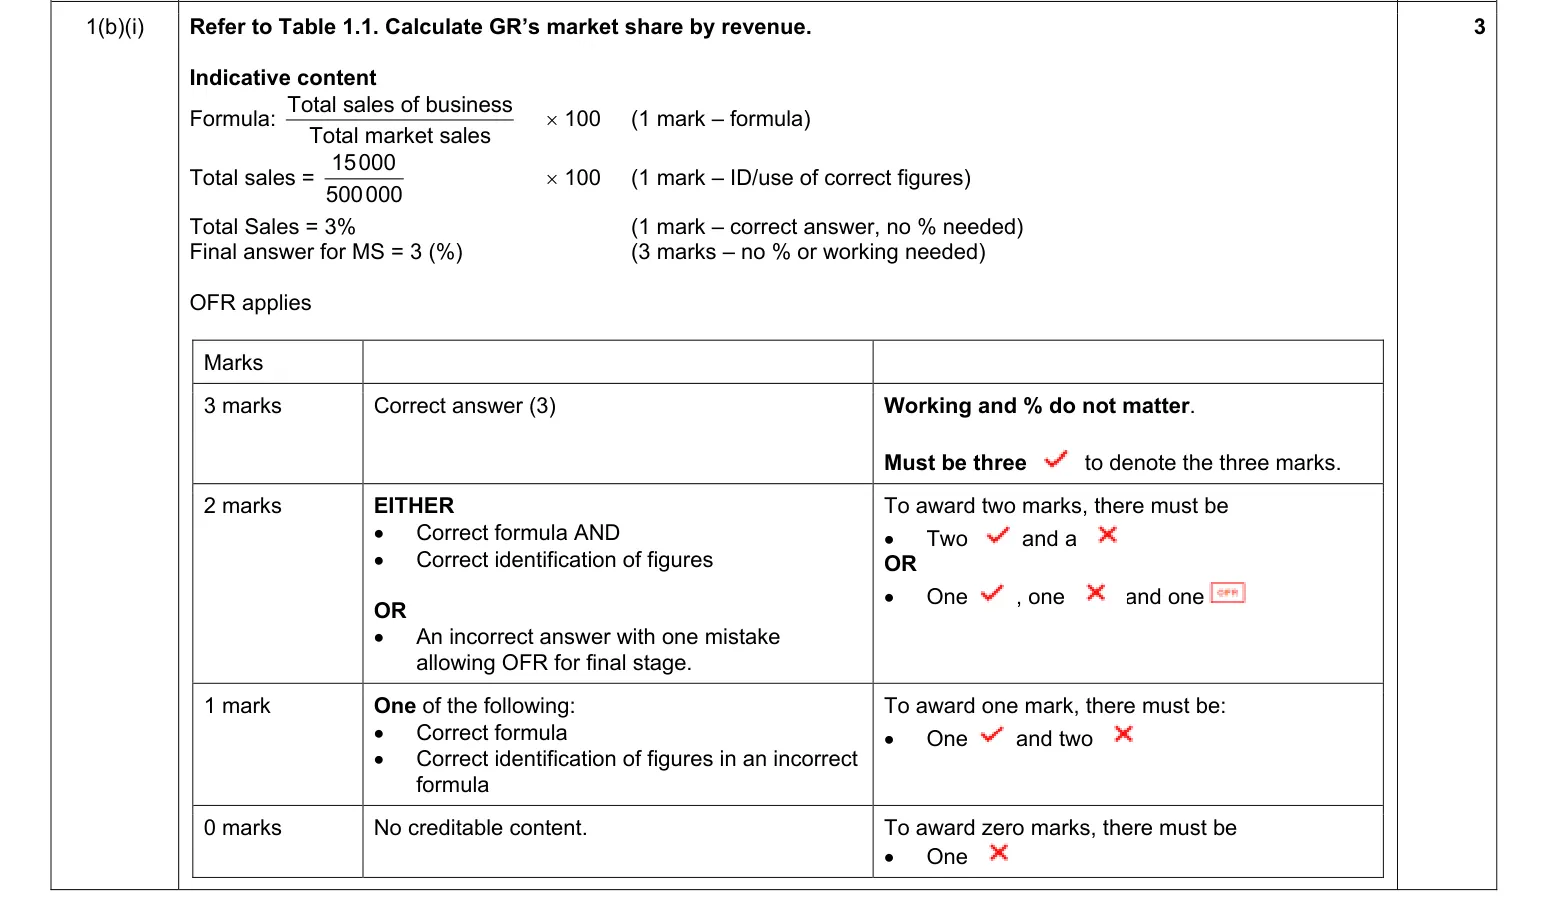 1(b)(i) Refer to Table 1.1. Calculate GR’s market share by revenue. 3
Indicative content
Formula: Total sales of business / Total market sales × 100 (1 mark – formula)
Total sales = 15 000 / 500 000 × 100 (1 mark – ID/use of correct figures)
Total Sales = 3% (1 mark – correct answer, no % needed)
Final answer for MS = 3 (%) (3 marks – no % or working needed)
OFR applies
Marks
3 marks Correct answer (3) Working and % do not matter.
Must be three ✓ to denote the three marks.
2 marks EITHER To award two marks, there must be
• Correct formula AND • Two ✓ and a ✗
• Correct identification of figures OR
• One ✓ , one ✗ and one OFR
OR
• An incorrect answer with one mistake
allowing OFR for final stage.
1 mark One of the following: To award one mark, there must be:
• Correct formula • One ✓ and two ✗
• Correct identification of figures in an incorrect
formula
0 marks No creditable content. To award zero marks, there must be
• One ✗